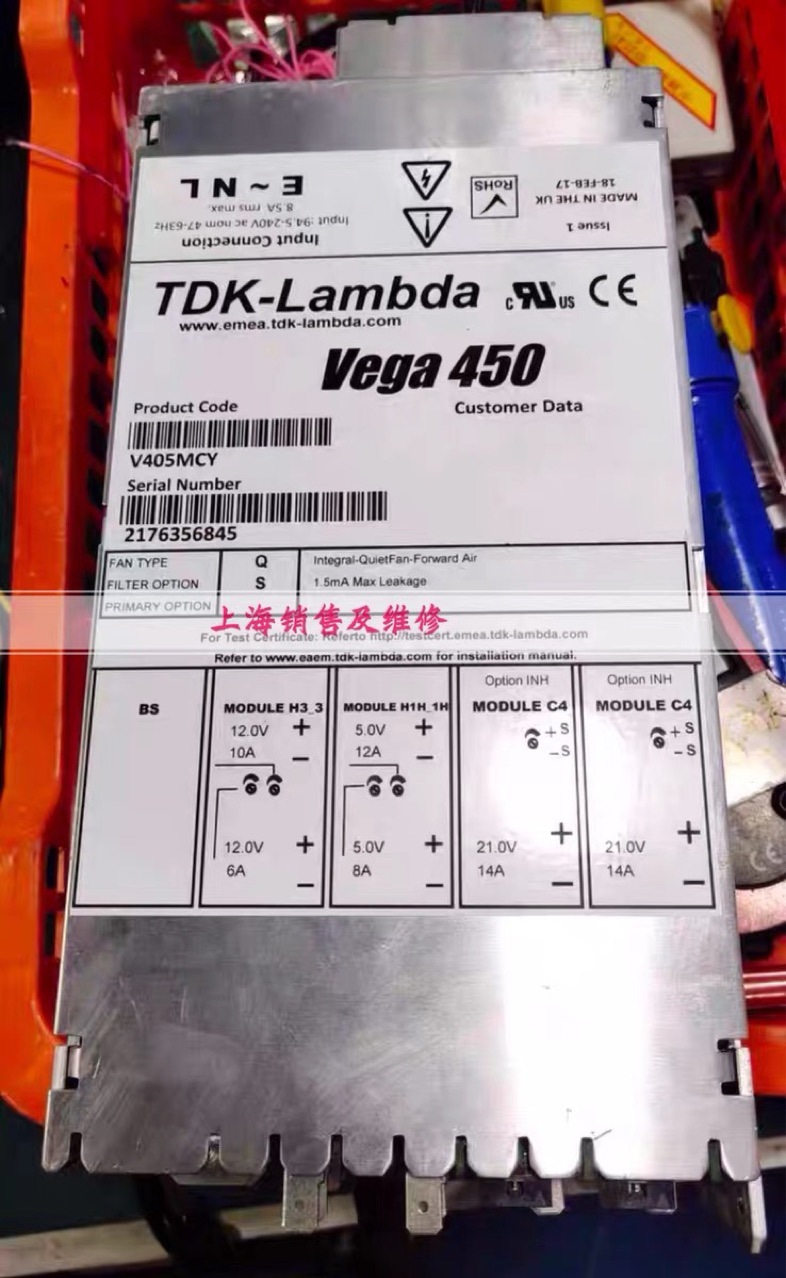 E ~ N L
8.5A rms max.
Input :94.5-240V ac nom 47-63Hz
Input Connection
RoHS
18-FEB-17
MADE IN THE UK
Issue 1
TDK-Lambda
c RU US CE
www.emea.tdk-lambda.com
Vega 450
Product Code
Customer Data
V405MCY
Serial Number
2176356845
FAN TYPE Q Integral-QuietFan-Forward Air
FILTER OPTION S 1.5mA Max Leakage
PRIMARY OPTION
上海销售及维修
For Test Certificate: Referto http://testcert.emea.tdk-lambda.com
Refer to www.eaem.tdk-lambda.com for installation manual.
BS
MODULE H3_3
12.0V +
10A −
12.0V +
6A −
MODULE H1H_1H
5.0V +
12A −
5.0V +
8A −
Option INH
MODULE C4
+S
−S
21.0V +
14A −
Option INH
MODULE C4
+S
−S
21.0V +
14A −